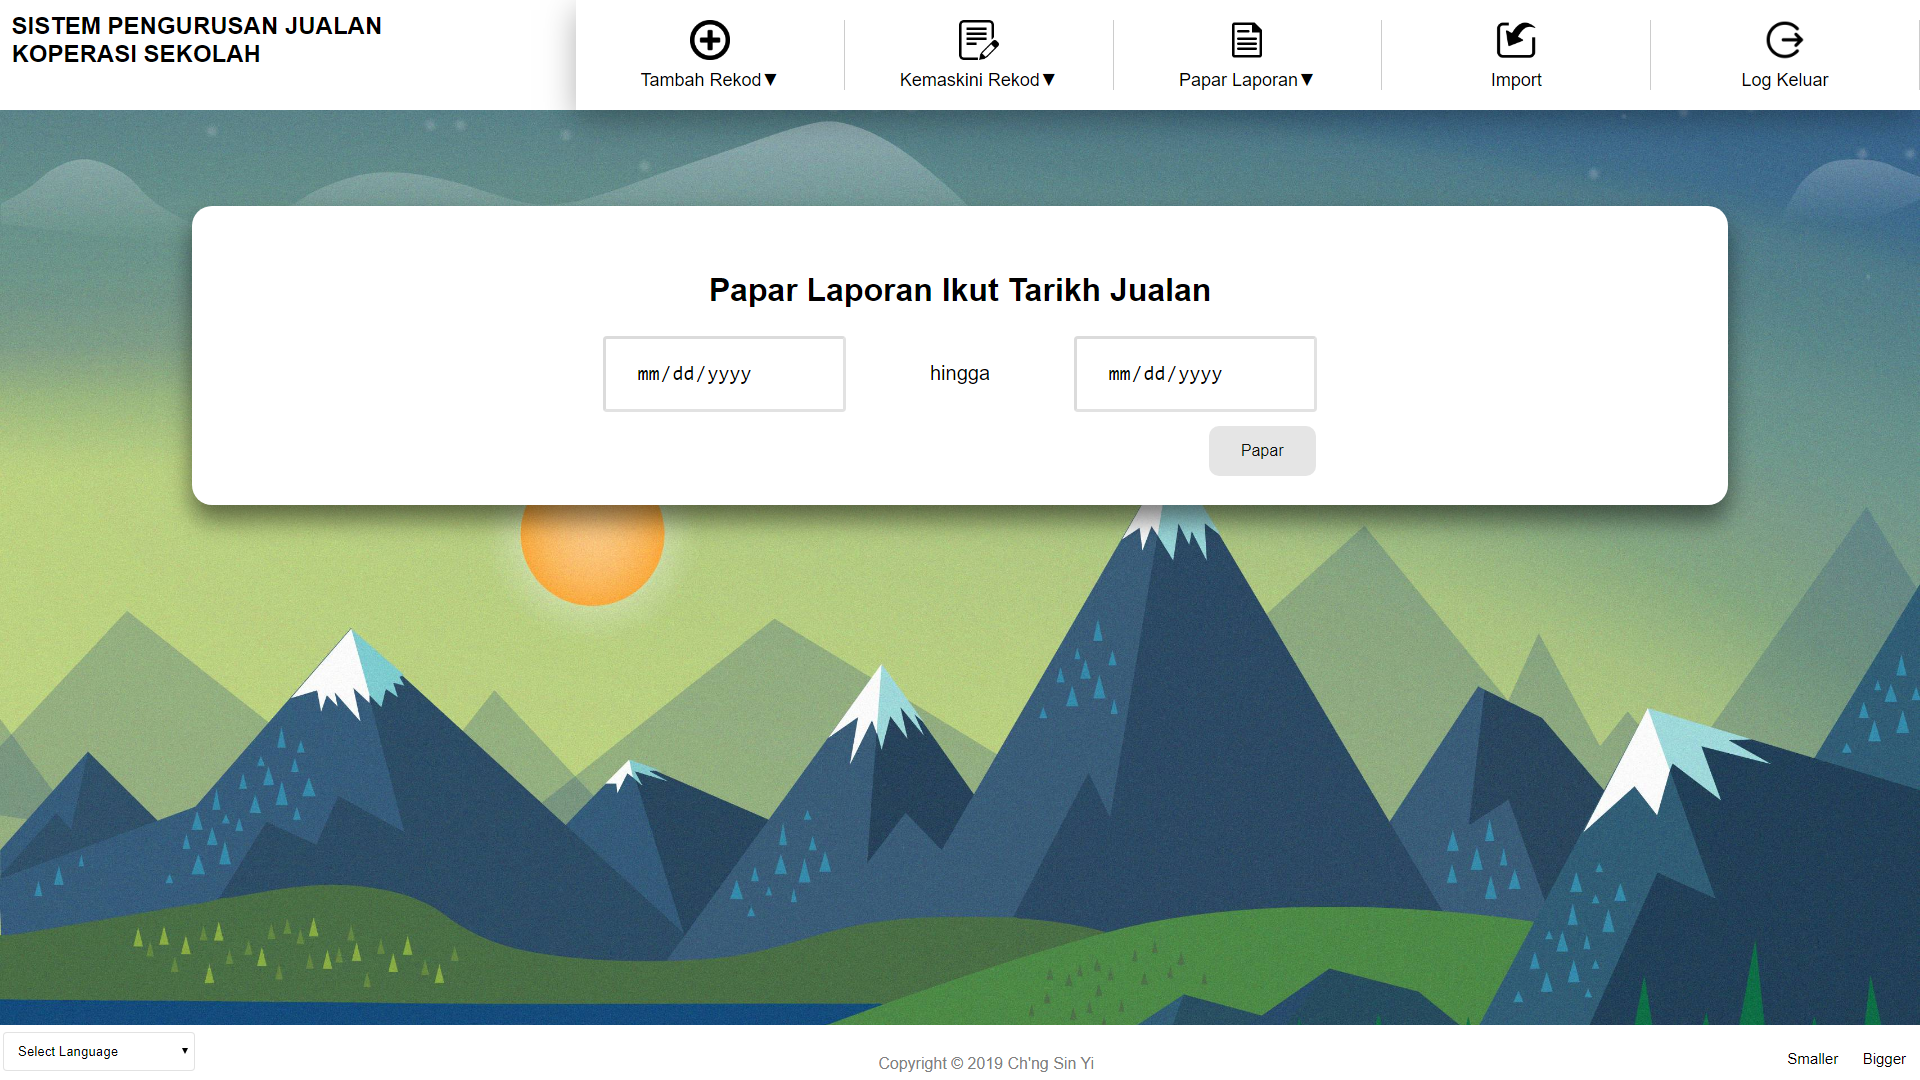 SISTEM PENGURUSAN JUALAN
KOPERASI SEKOLAH
Tambah Rekod▼
Kemaskini Rekod▼
Papar Laporan▼
Import
Log Keluar
Papar Laporan Ikut Tarikh Jualan
mm/dd/yyyy
hingga
mm/dd/yyyy
Papar
Select Language ▼
Copyright © 2019 Ch'ng Sin Yi
Smaller
Bigger